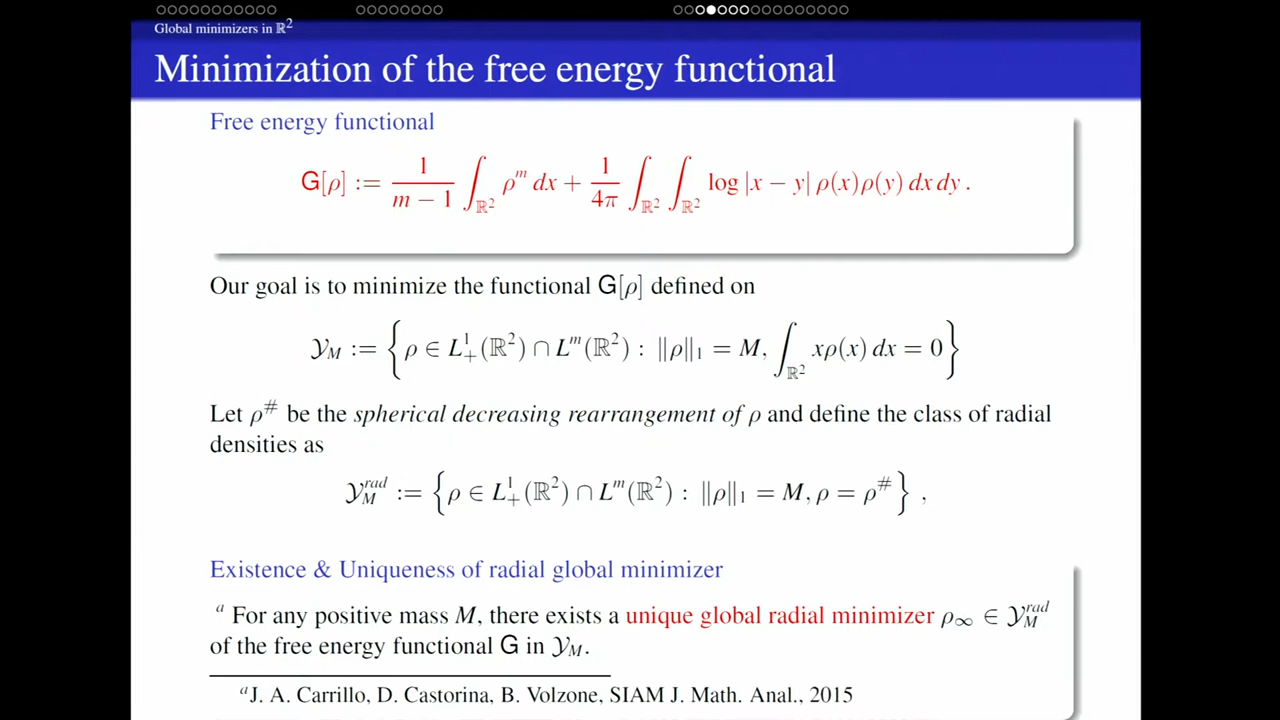 Global minimizers in ℝ²
Minimization of the free energy functional
Free energy functional
G[ρ] := 1/(m − 1) ∫_{ℝ²} ρ^m dx + 1/(4π) ∫_{ℝ²} ∫_{ℝ²} log |x − y| ρ(x)ρ(y) dx dy .
Our goal is to minimize the functional G[ρ] defined on
𝒴_M := { ρ ∈ L¹₊(ℝ²) ∩ L^m(ℝ²) : ‖ρ‖₁ = M, ∫_{ℝ²} xρ(x) dx = 0 }
Let ρ^# be the spherical decreasing rearrangement of ρ and define the class of radial
densities as
𝒴_M^{rad} := { ρ ∈ L¹₊(ℝ²) ∩ L^m(ℝ²) : ‖ρ‖₁ = M, ρ = ρ^# } ,
Existence & Uniqueness of radial global minimizer
ᵃ For any positive mass M, there exists a unique global radial minimizer ρ_∞ ∈ 𝒴_M^{rad}
of the free energy functional G in 𝒴_M.
ᵃJ. A. Carrillo, D. Castorina, B. Volzone, SIAM J. Math. Anal., 2015